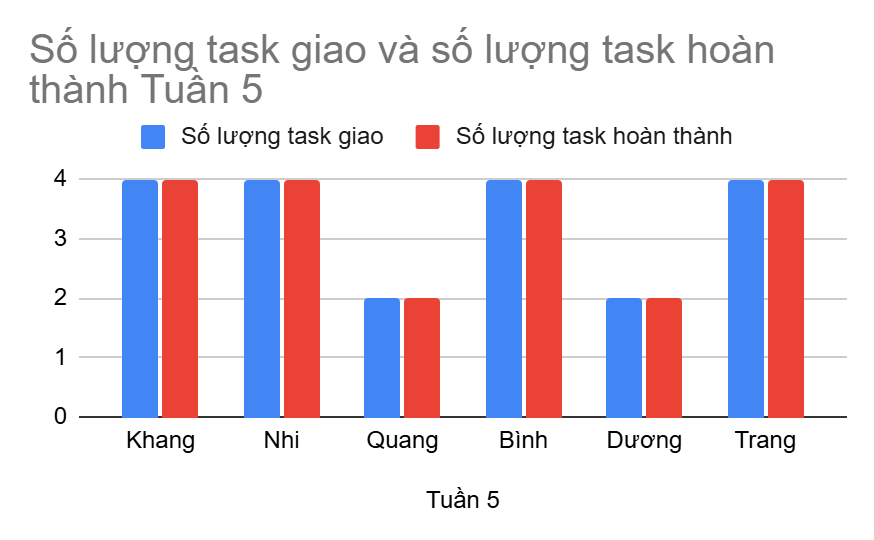 Số lượng task giao và số lượng task hoàn
thành Tuần 5
Số lượng task giao Số lượng task hoàn thành
4
3
2
1
0
Khang Nhi Quang Bình Dương Trang
Tuần 5